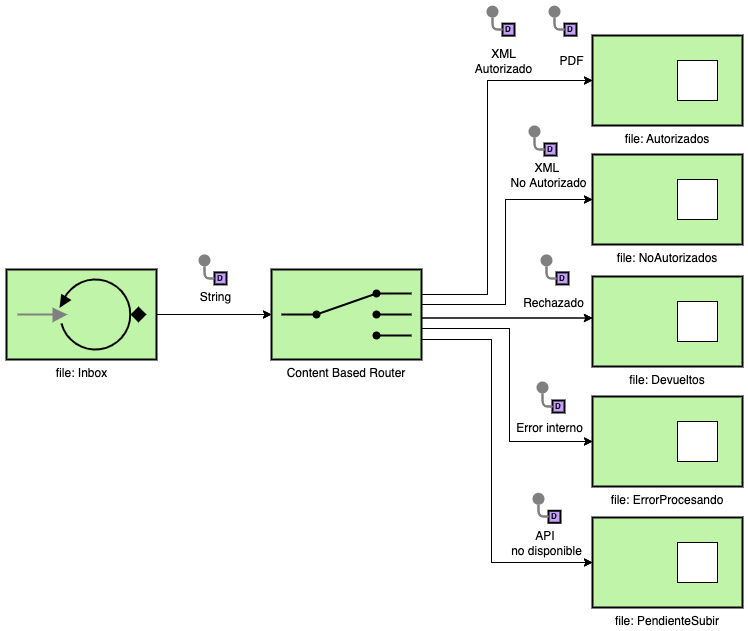 D
D
XML
Autorizado
PDF
file: Autorizados
D
XML
No Autorizado
file: NoAutorizados
D
String
D
Rechazado
file: Inbox
Content Based Router
file: Devueltos
D
Error interno
file: ErrorProcesando
D
API
no disponible
file: PendienteSubir